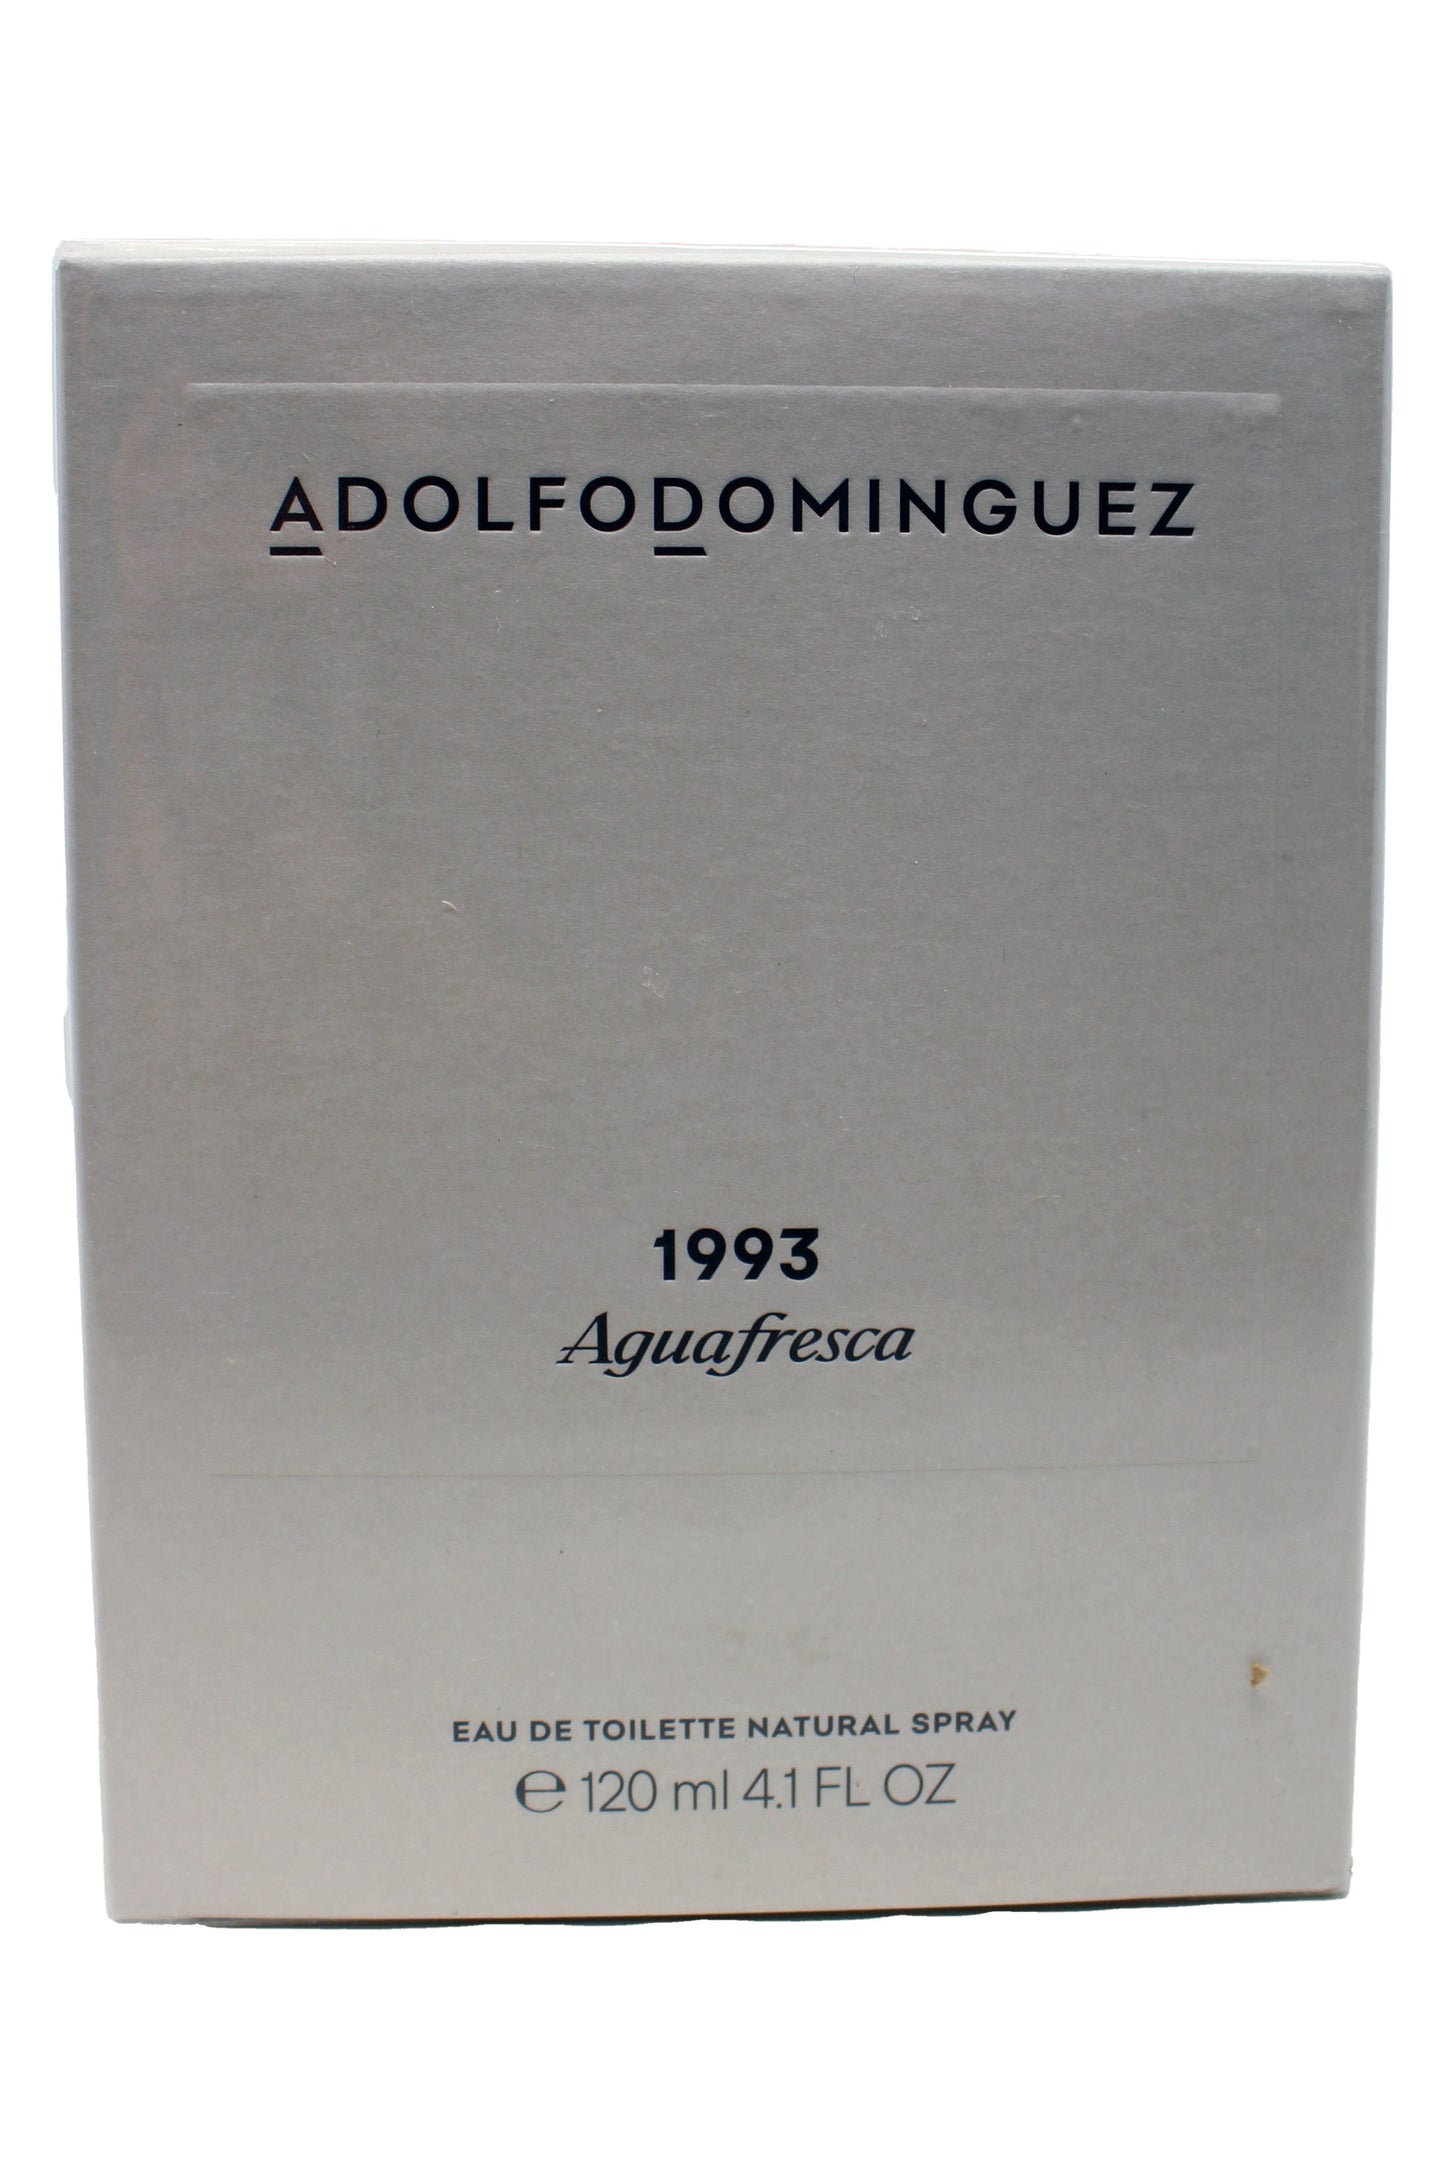 ADOLFODOMINGUEZ
1993
Aguafresca
EAU DE TOILETTE NATURAL SPRAY
℮ 120 ml 4.1 FL OZ